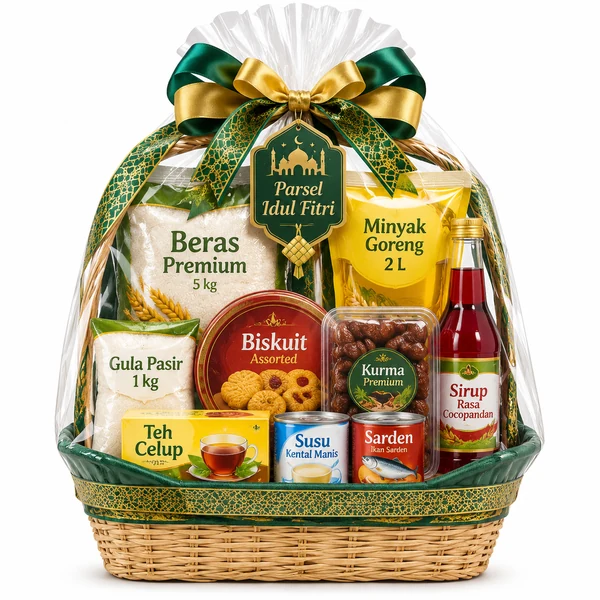 Parsel
Idul Fitri
Beras
Premium
5 kg
Minyak
Goreng
2 L
Gula Pasir
1 kg
Biskuit
Assorted
Kurma
Premium
Sirup
Rasa
Cocopandan
Teh
Celup
Susu
Kental Manis
Sarden
Ikan Sarden